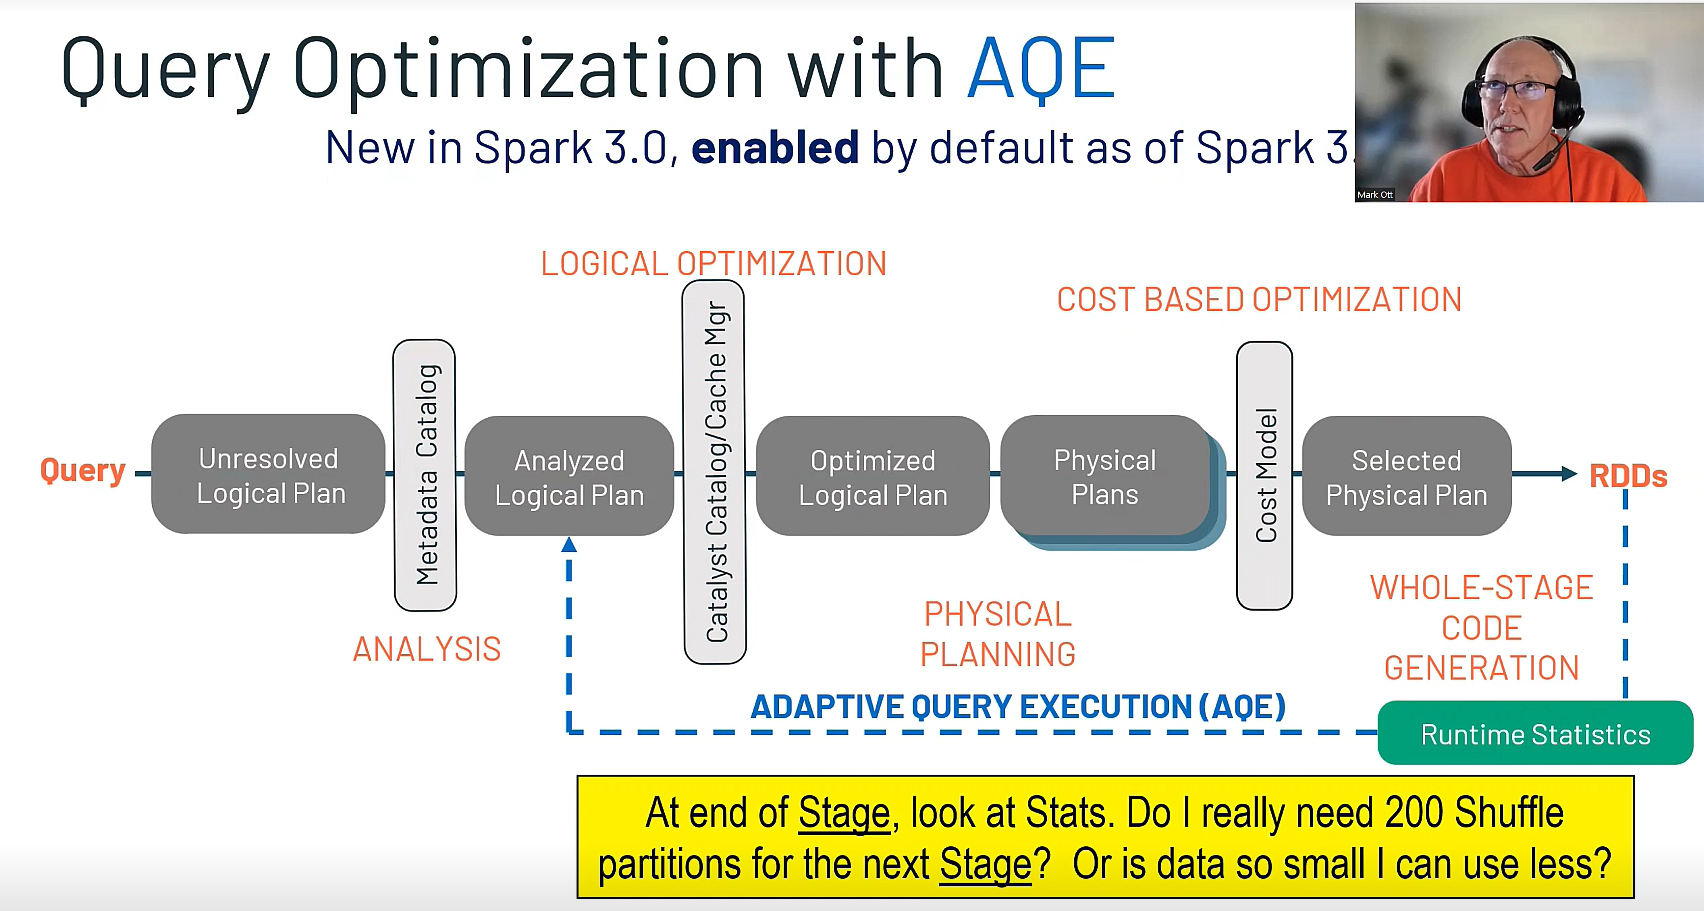 Query Optimization with AQE
New in Spark 3.0, enabled by default as of Spark 3.
Mark Ott
LOGICAL OPTIMIZATION
COST BASED OPTIMIZATION
Query
Unresolved
Logical Plan
Metadata Catalog
Analyzed
Logical Plan
Catalyst Catalog/Cache Mgr
Optimized
Logical Plan
Physical
Plans
Cost Model
Selected
Physical Plan
RDDs
ANALYSIS
PHYSICAL
PLANNING
WHOLE-STAGE
CODE
GENERATION
ADAPTIVE QUERY EXECUTION (AQE)
Runtime Statistics
At end of Stage, look at Stats. Do I really need 200 Shuffle
partitions for the next Stage? Or is data so small I can use less?